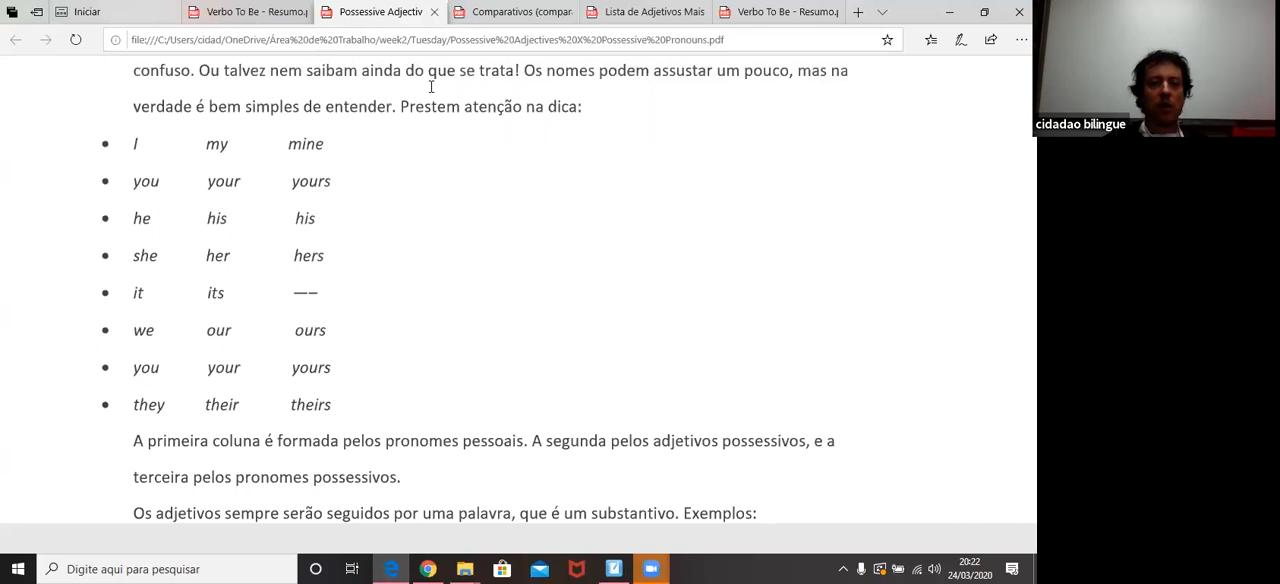 Iniciar
Verbo To Be - Resumo.p
Possessive Adjectiv
Comparativos (compar
Lista de Adjetivos Mais
Verbo To Be - Resumo.p
file:///C:/Users/cidad/OneDrive/Área%20de%20Trabalho/week2/Tuesday/Possessive%20Adjectives%20X%20Possessive%20Pronouns.pdf
confuso. Ou talvez nem saibam ainda do que se trata! Os nomes podem assustar um pouco, mas na
verdade é bem simples de entender. Prestem atenção na dica:
• I my mine
• you your yours
• he his his
• she her hers
• it its —–
• we our ours
• you your yours
• they their theirs
A primeira coluna é formada pelos pronomes pessoais. A segunda pelos adjetivos possessivos, e a
terceira pelos pronomes possessivos.
Os adjetivos sempre serão seguidos por uma palavra, que é um substantivo. Exemplos:
cidadao bilingue
Digite aqui para pesquisar
20:22
24/03/2020